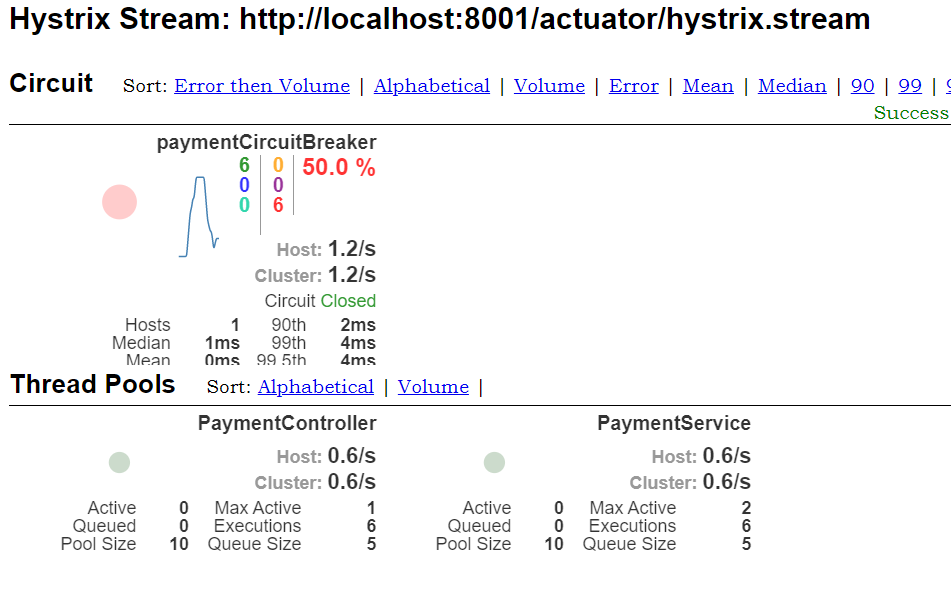 Hystrix Stream: http://localhost:8001/actuator/hystrix.stream
Circuit Sort: Error then Volume | Alphabetical | Volume | Error | Mean | Median | 90 | 99 |
Success
paymentCircuitBreaker
6 0 50.0 %
0 0
0 6
Host: 1.2/s
Cluster: 1.2/s
Circuit Closed
Hosts 1 90th 2ms
Median 1ms 99th 4ms
Mean 0ms 99.5th 4ms
Thread Pools Sort: Alphabetical | Volume |
PaymentController
Host: 0.6/s
Cluster: 0.6/s
Active 0 Max Active 1
Queued 0 Executions 6
Pool Size 10 Queue Size 5
PaymentService
Host: 0.6/s
Cluster: 0.6/s
Active 0 Max Active 2
Queued 0 Executions 6
Pool Size 10 Queue Size 5